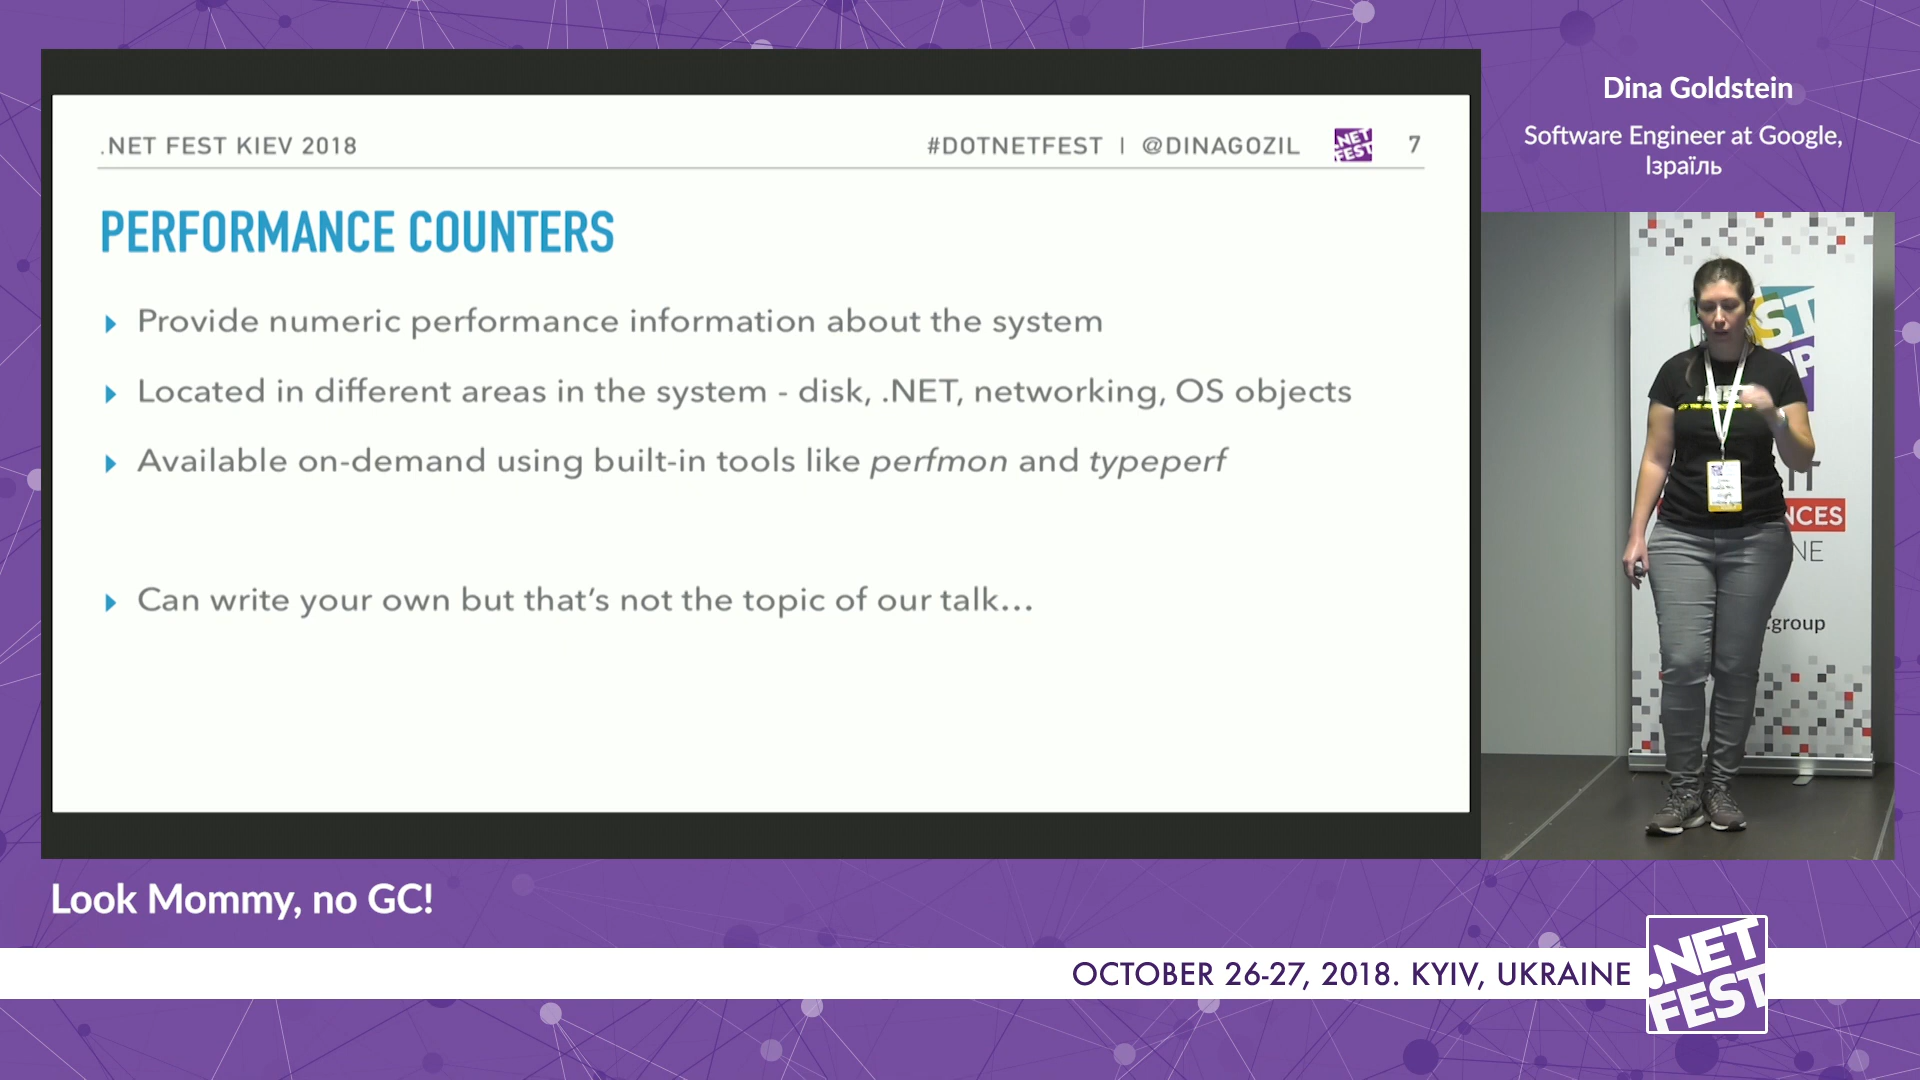 .NET FEST KIEV 2018
#DOTNETFEST | @DINAGOZIL
.NET
FEST
7
PERFORMANCE COUNTERS
Provide numeric performance information about the system
Located in different areas in the system - disk, .NET, networking, OS objects
Available on-demand using built-in tools like perfmon and typeperf
Can write your own but that's not the topic of our talk...
Dina Goldstein
Software Engineer at Google,
Ізраїль
.group
Look Mommy, no GC!
OCTOBER 26-27, 2018. KYIV, UKRAINE
.NET
FEST